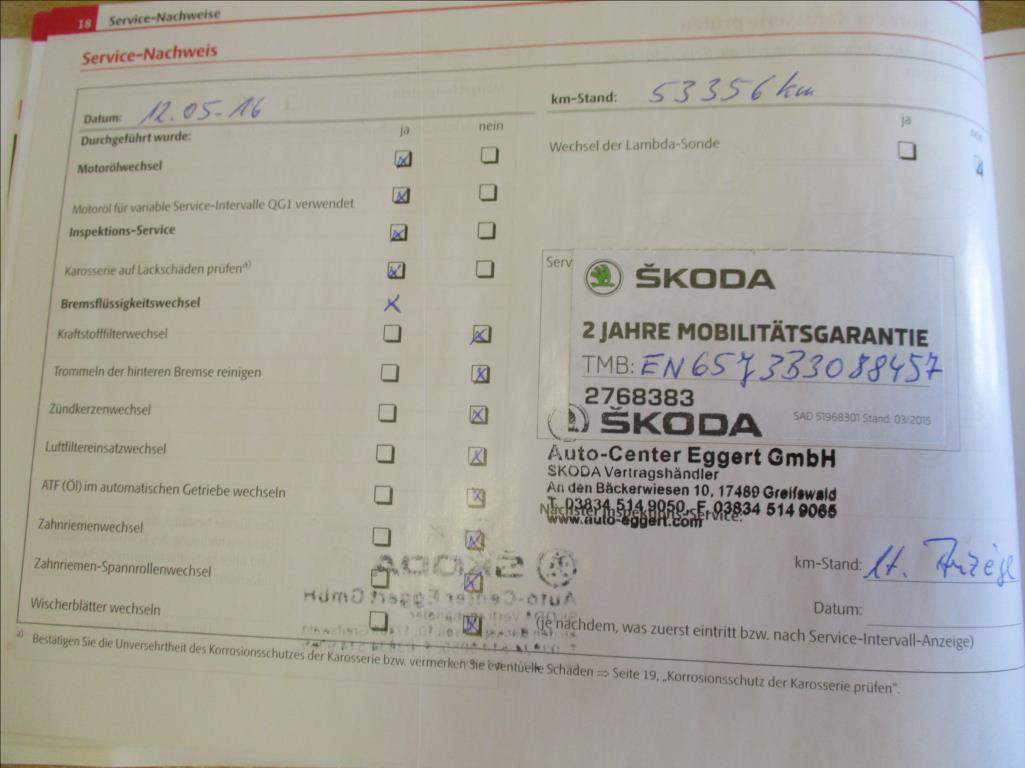 18 Service-Nachweise
Service-Nachweis
Datum: 12.05-16
km-Stand: 53356 km
Durchgeführt wurde: ja nein
Motorölwechsel
Motoröl für variable Service-Intervalle QG1 verwendet
Inspektions-Service
Karosserie auf Lackschäden prüfen a)
Bremsflüssigkeitswechsel
Kraftstofffilterwechsel
Trommeln der hinteren Bremse reinigen
Zündkerzenwechsel
Luftfiltereinsatzwechsel
ATF (Öl) im automatischen Getriebe wechseln
Zahnriemenwechsel
Zahnriemen-Spannrollenwechsel
Wischerblätter wechseln
ja
Wechsel der Lambda-Sonde
Serv
ŠKODA
2 JAHRE MOBILITÄTSGARANTIE
TMB: EN65J3B3088457
2768383
SAD 51968301 Stand: 03/2015
ŠKODA
Auto-Center Eggert GmbH
SKODA Vertragshändler
An den Bäckerwiesen 10, 17489 Greifswald
T. 03834 514 9050, F. 03834 514 9065
www.auto-eggert.com
Nächster Inspektions-Service:
km-Stand: lt. Anzeige
Datum:
(je nachdem, was zuerst eintritt bzw. nach Service-Intervall-Anzeige)
a) Bestätigen Sie die Unversehrtheit des Korrosionsschutzes der Karosserie bzw. vermerken Sie eventuelle Schäden ⇒ Seite 19, „Korrosionsschutz der Karosserie prüfen“.